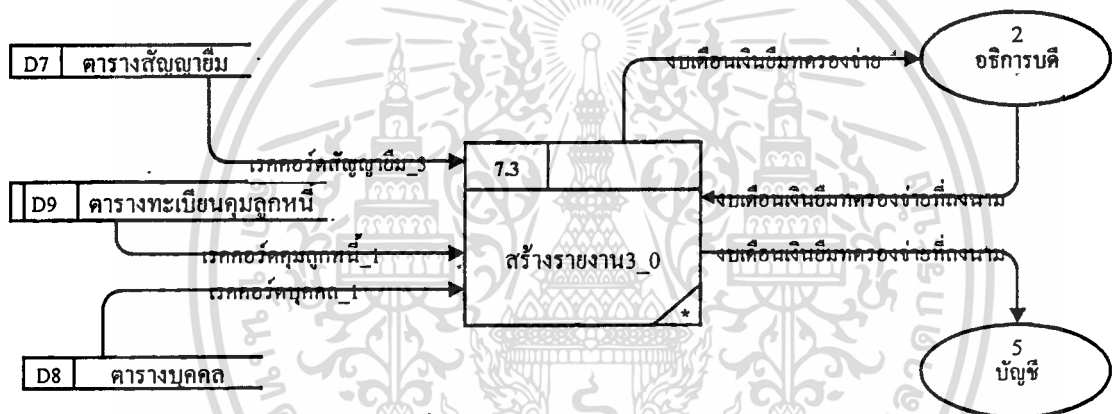 2
อธิการบดี
งบเดือนเงินยืมทดรองจ่าย
D7 ตารางสัญญายืม
เรคคอร์ดสัญญายืม_3
7.3
D9 ตารางทะเบียนคุมลูกหนี้
งบเดือนเงินยืมทดรองจ่ายที่ลงนาม
เรคคอร์ดคุมลูกหนี้_1
สร้างรายงาน3_0
งบเดือนเงินยืมทดรองจ่ายที่ลงนาม
เรคคอร์ดบุคคล_1
*
5
บัญชี
D8 ตารางบุคคล